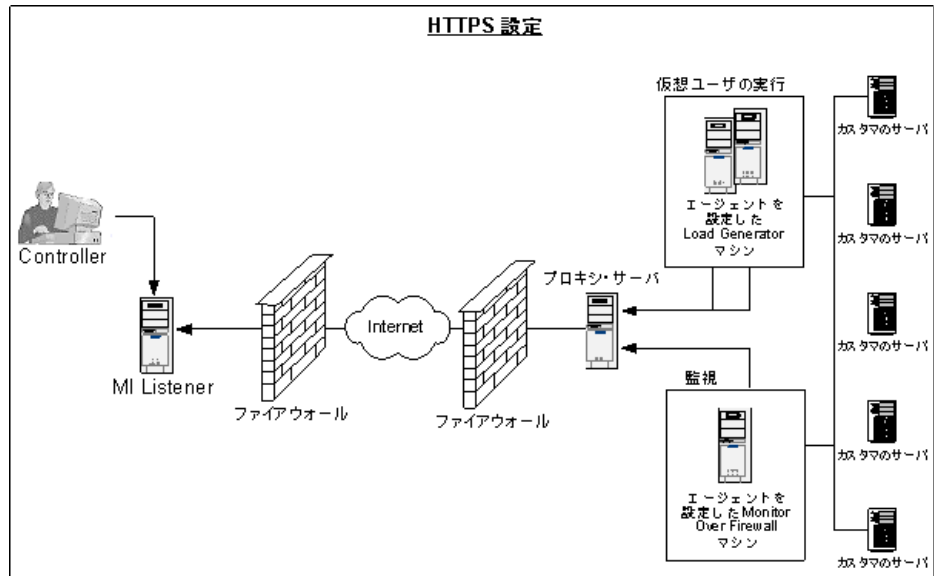 HTTPS 設定
仮想ユーザの実行
カスタマのサーバ
エージェントを
設定した
Load Generator
マシン
カスタマのサーバ
Controller
プロキシ・サーバ
Internet
カスタマのサーバ
MI Listener
ファイアウォール
ファイアウォール
監視
カスタマのサーバ
エージェントを
設定したMonitor
Over Firewall
マシン
カスタマのサーバ